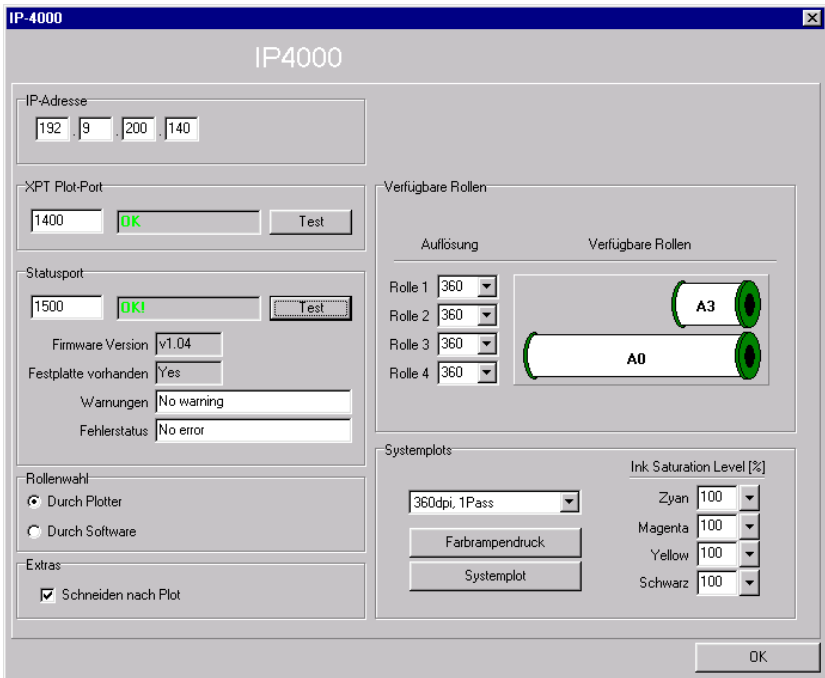 IP-4000
IP4000
IP-Adresse
192 . 9 . 200 . 140
XPT Plot-Port
1400 OK Test
Statusport
1500 OK! Test
Firmware Version v1.04
Festplatte vorhanden Yes
Warnungen No warning
Fehlerstatus No error
Rollenwahl
Durch Plotter
Durch Software
Extras
Schneiden nach Plot
Verfügbare Rollen
Auflösung Verfügbare Rollen
Rolle 1 360
Rolle 2 360
Rolle 3 360
Rolle 4 360
A3
A0
Systemplots
360dpi, 1Pass
Farbrampendruck
Systemplot
Ink Saturation Level [%]
Zyan 100
Magenta 100
Yellow 100
Schwarz 100
OK